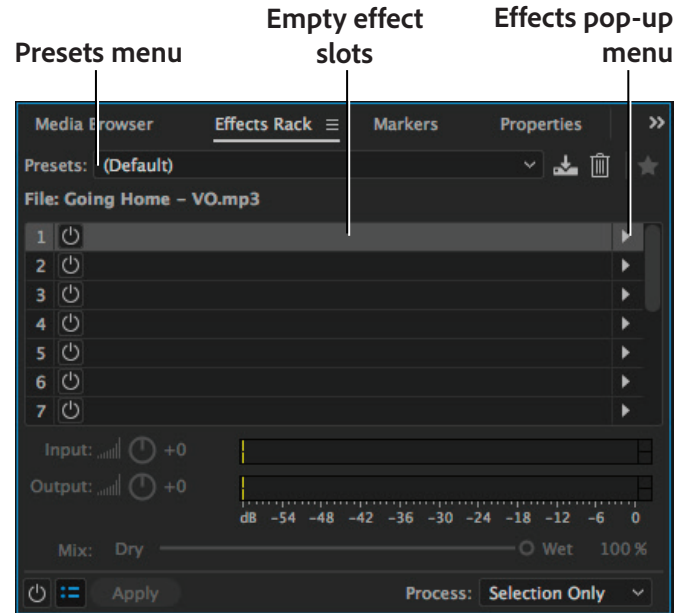 Presets menu
Empty effect
slots
Effects pop-up
menu
Media Browser Effects Rack Markers Properties
Presets: (Default)
File: Going Home – VO.mp3
1
2
3
4
5
6
7
Input: +0
Output: +0
dB -54 -48 -42 -36 -30 -24 -18 -12 -6 0
Mix: Dry Wet 100 %
Apply Process: Selection Only